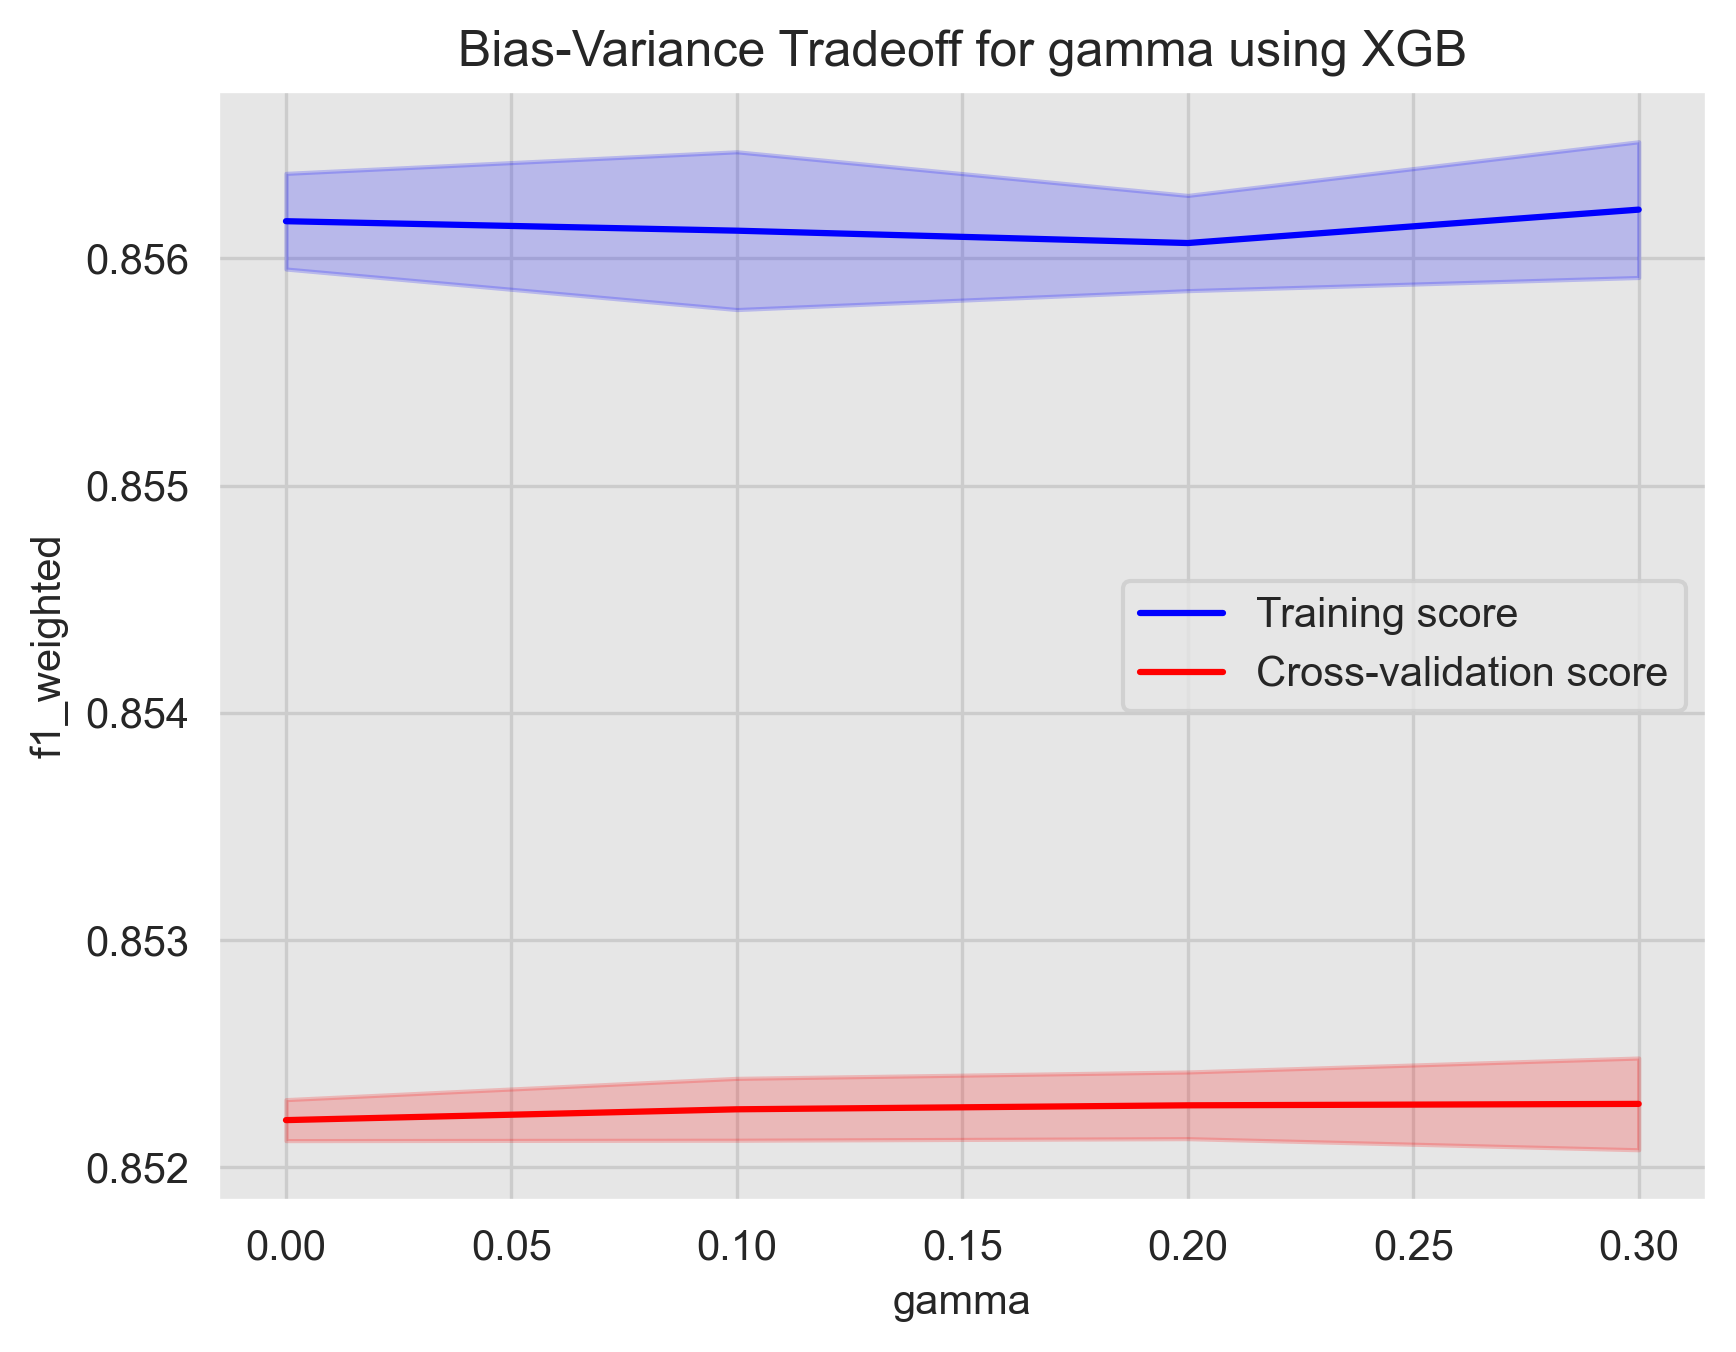 Bias-Variance Tradeoff for gamma using XGB
0.856
0.855
0.854
0.853
0.852
f1_weighted
Training score
Cross-validation score
0.00 0.05 0.10 0.15 0.20 0.25 0.30
gamma